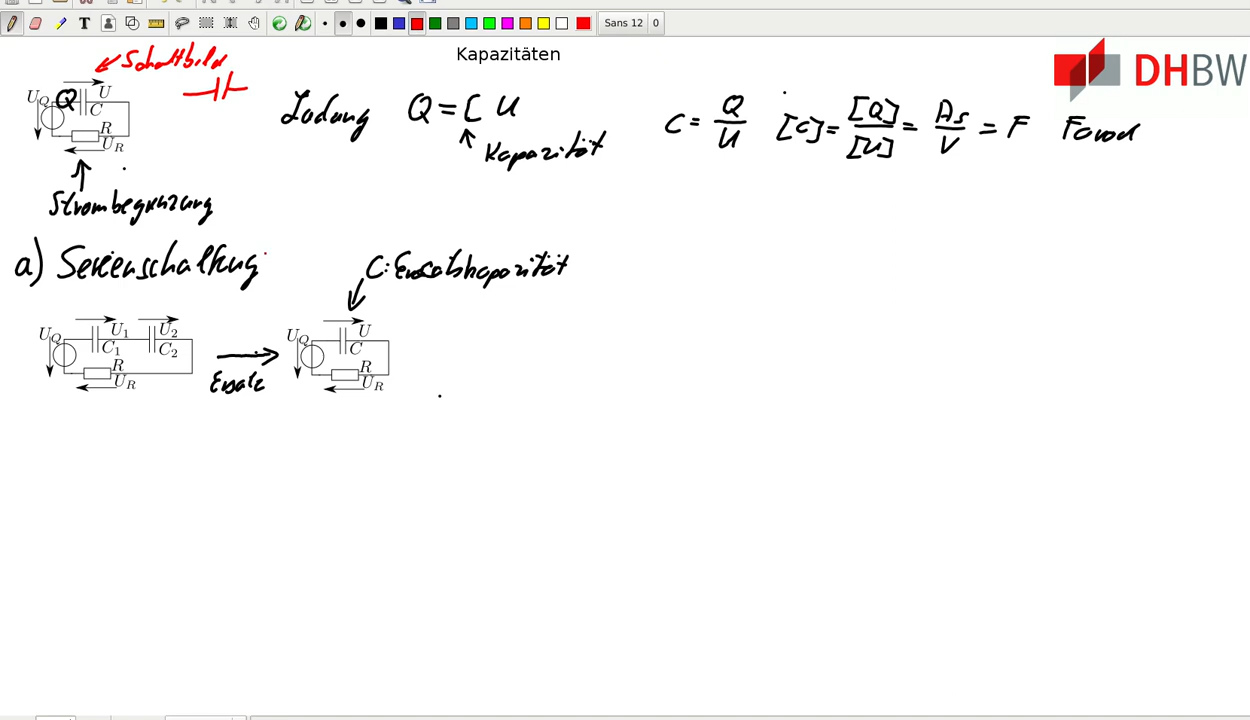 Sans 12 0
Kapazitäten
DHBW
Schaltbild
U_Q Q U C R U_R
Strombegrenzung
Ladung Q = C U
Kapazität
C = Q/U [C] = [Q]/[U] = As/V = F Farad
a) Serienschaltung
C: Ersatzkapazität
U_Q U_1 C_1 U_2 C_2 R U_R
Ersatz
U_Q U C R U_R